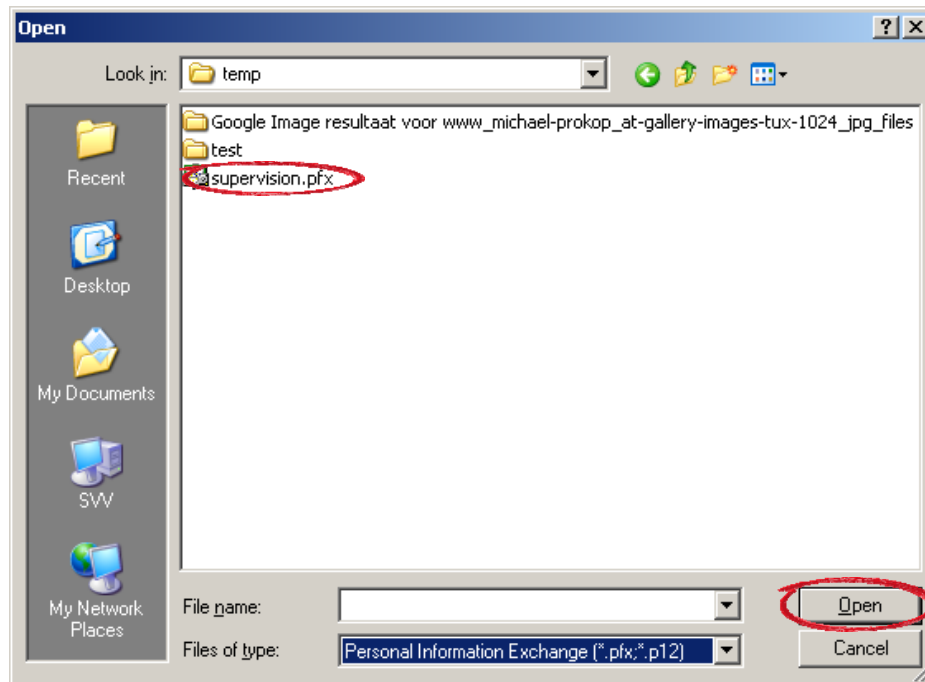 Open
Look in: temp
Google Image resultaat voor www_michael-prokop_at-gallery-images-tux-1024_jpg_files
test
supervision.pfx
Recent
Desktop
My Documents
SVV
My Network
Places
File name:
Open
Files of type: Personal Information Exchange (*.pfx;*.p12)
Cancel